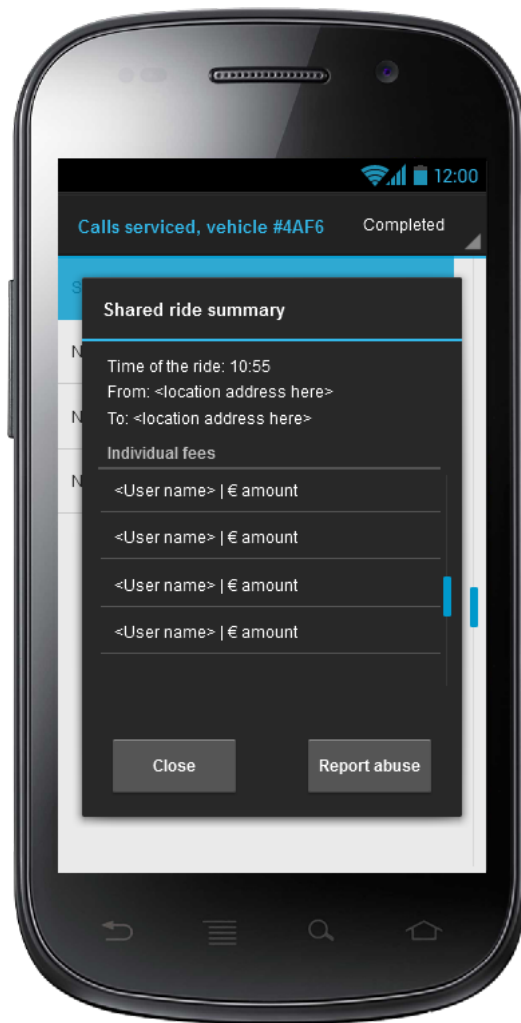 12:00
Calls serviced, vehicle #4AF6 Completed
S
Shared ride summary
N
Time of the ride: 10:55
From: <location address here>
N
To: <location address here>
Individual fees
N
<User name> | € amount
<User name> | € amount
<User name> | € amount
<User name> | € amount
Close Report abuse